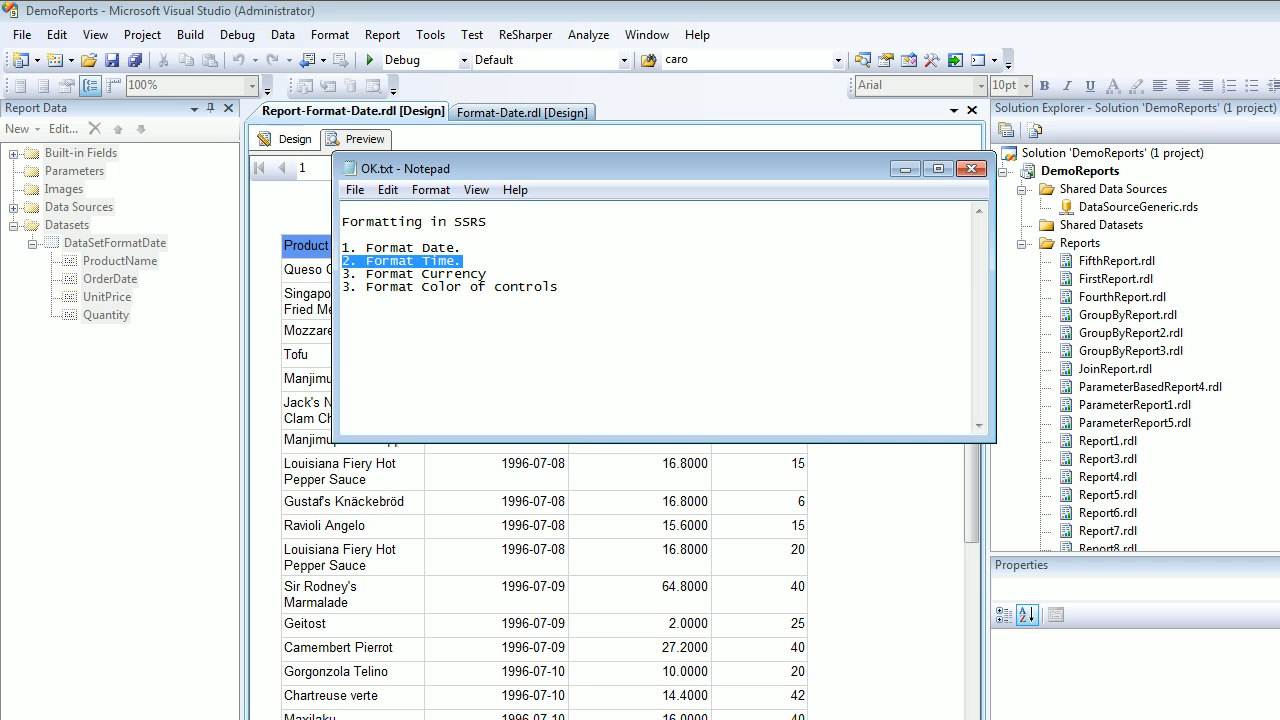 DemoReports - Microsoft Visual Studio (Administrator)
File Edit View Project Build Debug Data Format Report Tools Test ReSharper Analyze Window Help
Debug Default caro
100% Arial 10pt B I U A
Report Data
New Edit...
Built-in Fields
Parameters
Images
Data Sources
Datasets
DataSetFormatDate
ProductName
OrderDate
UnitPrice
Quantity
Report-Format-Date.rdl [Design] Format-Date.rdl [Design]
Design Preview
1
OK.txt - Notepad
File Edit Format View Help
Formatting in SSRS
1. Format Date.
2. Format Time.
3. Format Currency
3. Format Color of controls
Product
Queso
Singapo
Fried Me
Mozzare
Tofu
Manjimu
Jack's N
Clam Ch
Manjimu
Louisiana Fiery Hot Pepper Sauce 1996-07-08 16.8000 15
Gustaf's Knäckebröd 1996-07-08 16.8000 6
Ravioli Angelo 1996-07-08 15.6000 15
Louisiana Fiery Hot Pepper Sauce 1996-07-08 16.8000 20
Sir Rodney's Marmalade 1996-07-09 64.8000 40
Geitost 1996-07-09 2.0000 25
Camembert Pierrot 1996-07-09 27.2000 40
Gorgonzola Telino 1996-07-10 10.0000 20
Chartreuse verte 1996-07-10 14.4000 42
Maxilaku 1996-07-10 16.0000 40
Solution Explorer - Solution 'DemoReports' (1 project)
Solution 'DemoReports' (1 project)
DemoReports
Shared Data Sources
DataSourceGeneric.rds
Shared Datasets
Reports
FifthReport.rdl
FirstReport.rdl
FourthReport.rdl
GroupByReport.rdl
GroupByReport2.rdl
GroupByReport3.rdl
JoinReport.rdl
ParameterBasedReport4.rdl
ParameterReport1.rdl
ParameterReport5.rdl
Report1.rdl
Report3.rdl
Report4.rdl
Report5.rdl
Report6.rdl
Report7.rdl
Report8.rdl
Properties